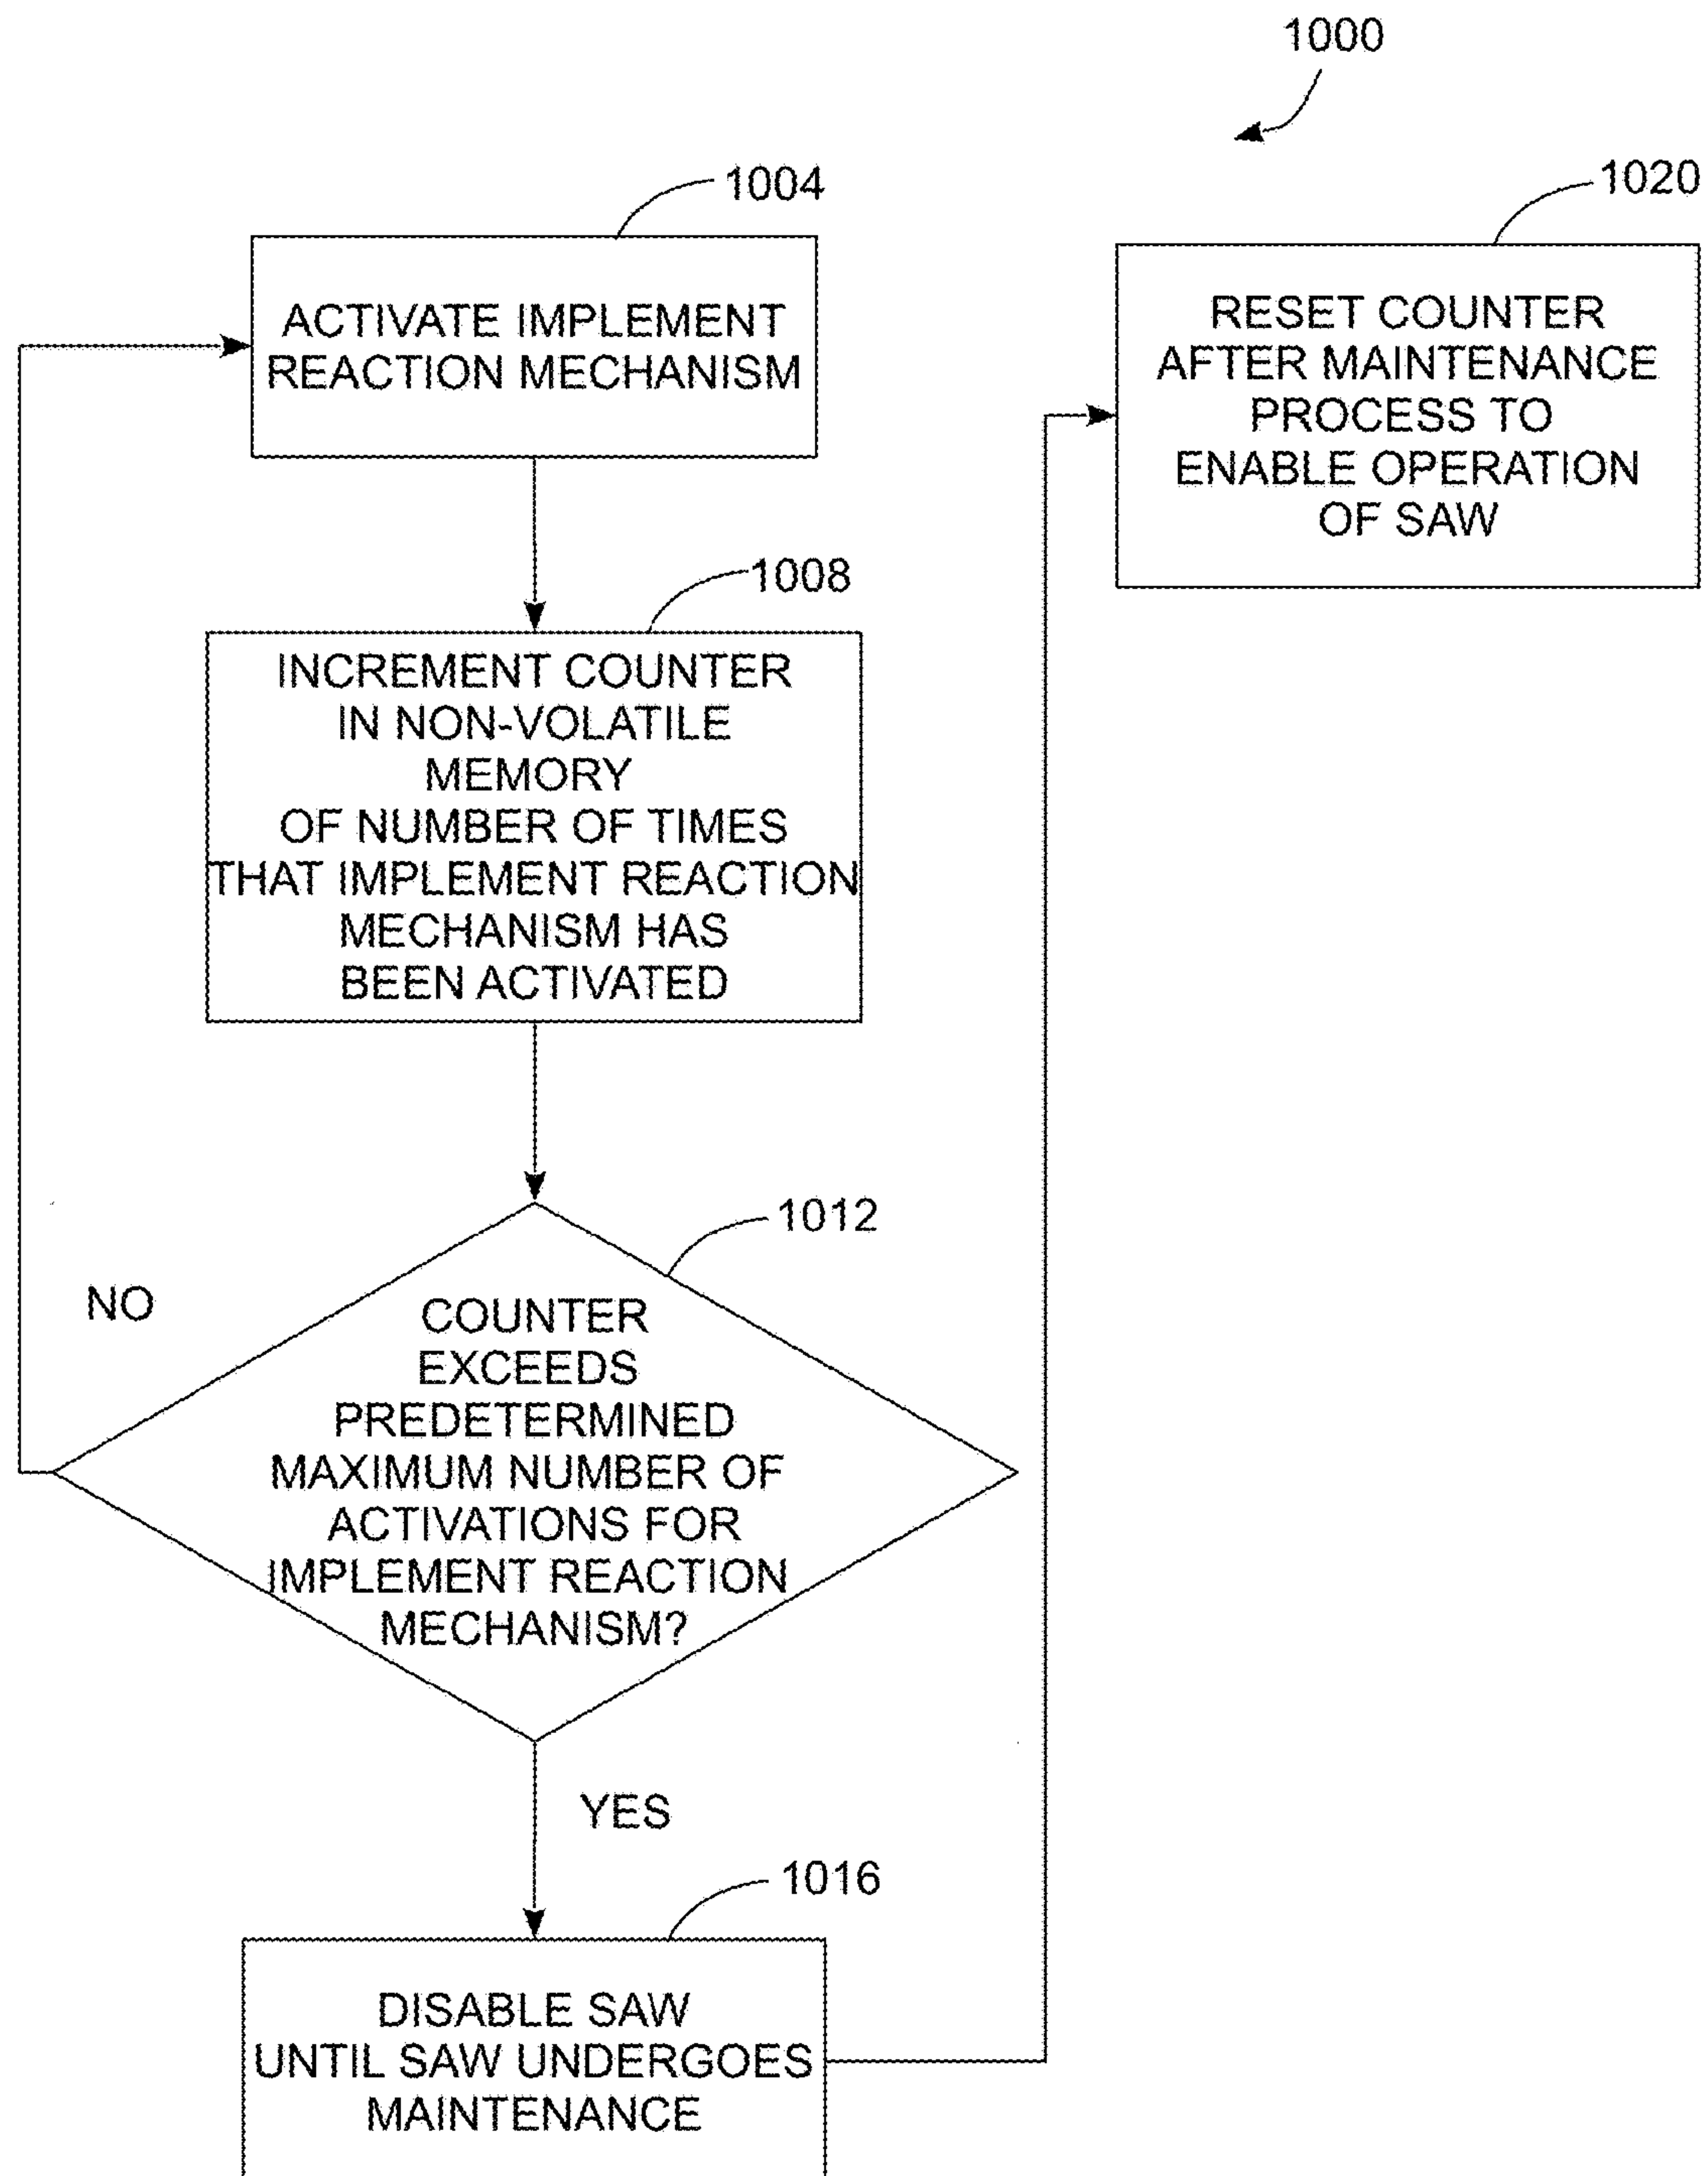 1000
1004
ACTIVATE IMPLEMENT
REACTION MECHANISM
1020
RESET COUNTER
AFTER MAINTENANCE
PROCESS TO
ENABLE OPERATION
OF SAW
1008
INCREMENT COUNTER
IN NON-VOLATILE
MEMORY
OF NUMBER OF TIMES
THAT IMPLEMENT REACTION
MECHANISM HAS
BEEN ACTIVATED
1012
NO
COUNTER
EXCEEDS
PREDETERMINED
MAXIMUM NUMBER OF
ACTIVATIONS FOR
IMPLEMENT REACTION
MECHANISM?
YES
1016
DISABLE SAW
UNTIL SAW UNDERGOES
MAINTENANCE